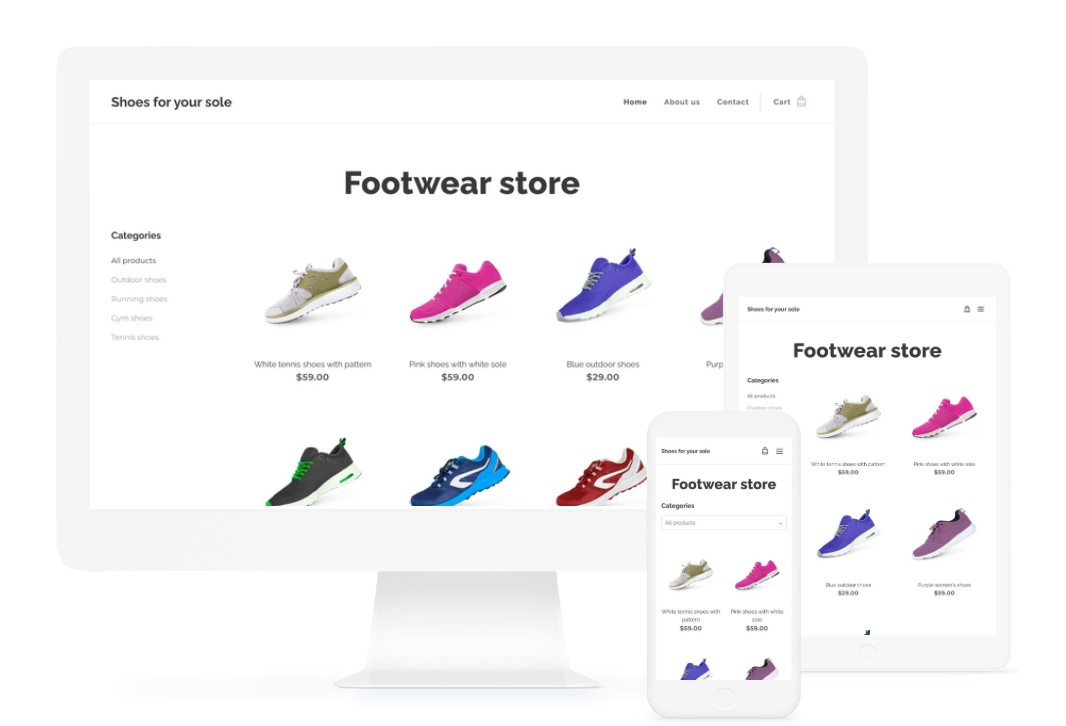 Shoes for your sole
Home About us Contact Cart
Footwear store
Categories
All products
Outdoor shoes
Running shoes
Gym shoes
Tennis shoes
White tennis shoes with pattern
$59.00
Pink shoes with white sole
$59.00
Blue outdoor shoes
$29.00
Purp
Shoes for your sole
Footwear store
Categories
All products
Outdoor shoes
White tennis shoes with pattern
$59.00
Pink shoes with white sole
$59.00
Blue outdoor shoes
$29.00
Purple women's shoes
$59.00
Shoes for your sole
Footwear store
Categories
All products
White tennis shoes with
pattern
$59.00
Pink shoes with white
sole
$59.00